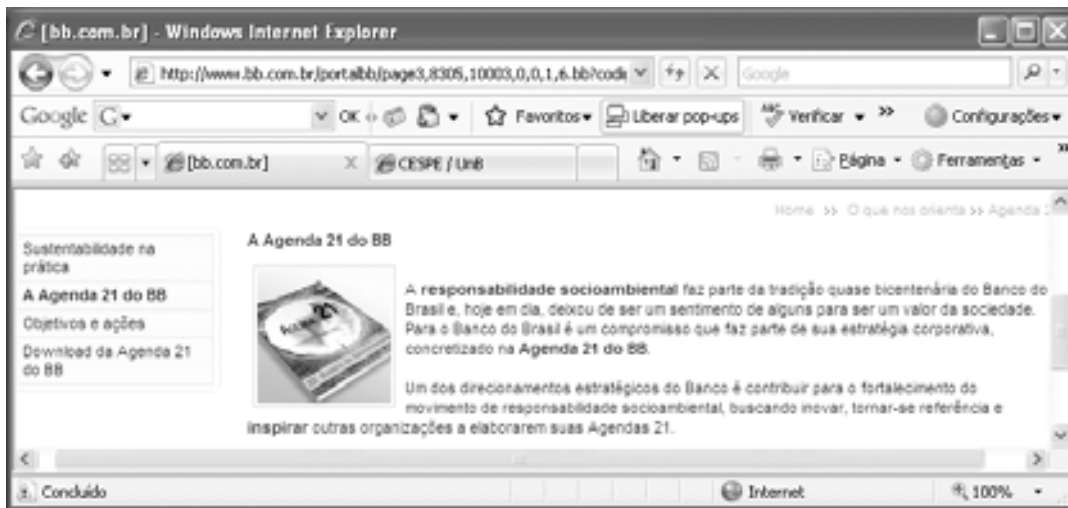 [bb.com.br] - Windows Internet Explorer
http://www.bb.com.br/portalbb/page3,8305,10003,0,0,1,6.bb?codi Google
Google G OK Favoritos Liberar pop-ups Verificar >> Configurações
[bb.com.br] X CESPE / UnB Página Ferramentas >>
Home >> O que nos orienta >> Agenda
Sustentabilidade na
prática
A Agenda 21 do BB
Objetivos e ações
Download da Agenda 21
do BB
A Agenda 21 do BB
A responsabilidade socioambiental faz parte da tradição quase bicentenária do Banco do
Brasil e, hoje em dia, deixou de ser um sentimento de alguns para ser um valor da sociedade.
Para o Banco do Brasil é um compromisso que faz parte de sua estratégia corporativa,
concretizado na Agenda 21 do BB.
Um dos direcionamentos estratégicos do Banco é contribuir para o fortalecimento do
movimento de responsabilidade socioambiental, buscando inovar, tornar-se referência e
inspirar outras organizações a elaborarem suas Agendas 21.
Concluído Internet 100%